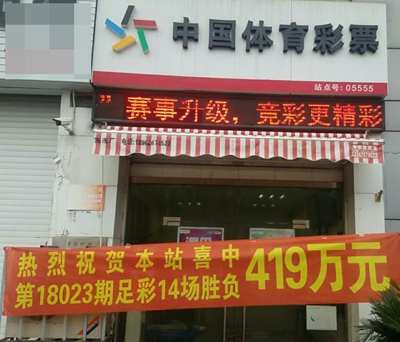 中国体育彩票
站点号：05555
”赛事升级，竞彩更精彩
热烈祝贺本站喜中
第18023期足彩14场胜负
419万元